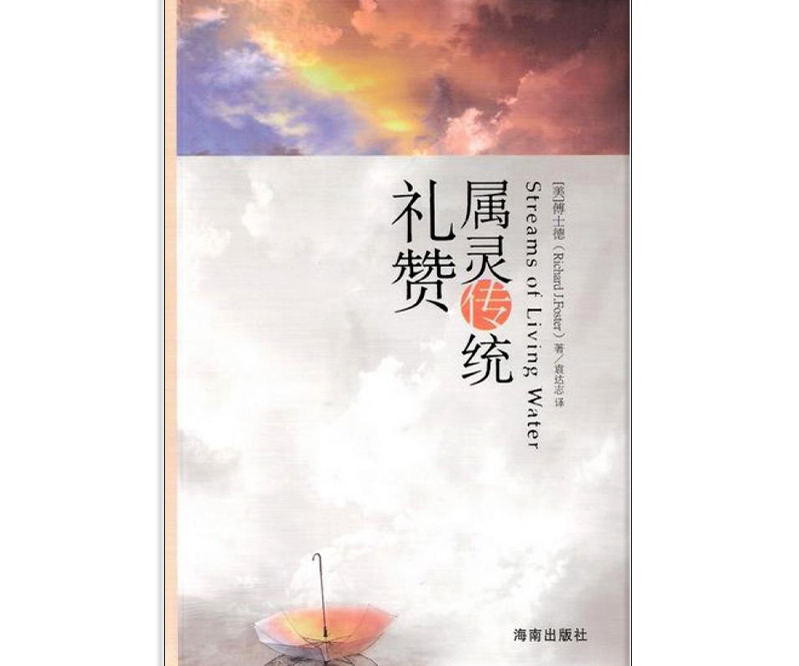 属灵传统
礼赞
Streams of Living Water
[美]傅士德（Richard J.Foster）著／袁达志 译
海南出版社